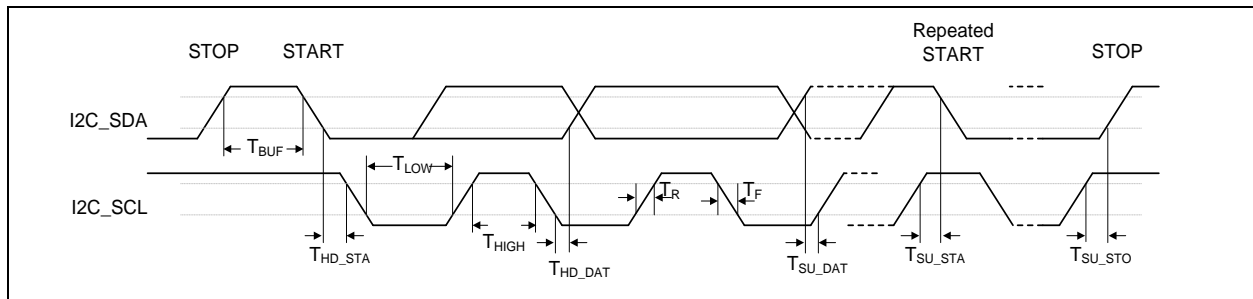 Repeated
STOP START START STOP
I2C_SDA
T_BUF
T_LOW
T_R T_F
I2C_SCL
T_HD_STA T_HIGH T_HD_DAT T_SU_DAT T_SU_STA T_SU_STO